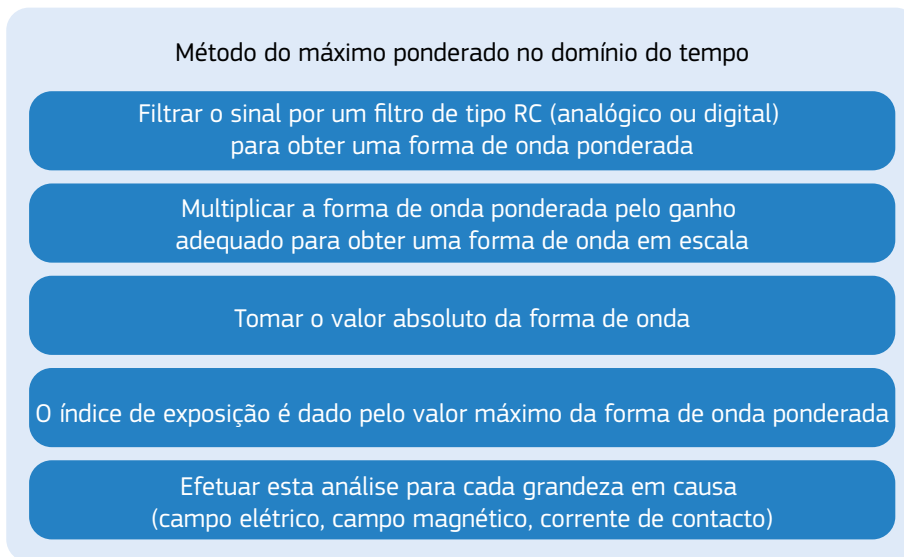 Método do máximo ponderado no domínio do tempo
Filtrar o sinal por um filtro de tipo RC (analógico ou digital)
para obter uma forma de onda ponderada
Multiplicar a forma de onda ponderada pelo ganho
adequado para obter uma forma de onda em escala
Tomar o valor absoluto da forma de onda
O índice de exposição é dado pelo valor máximo da forma de onda ponderada
Efetuar esta análise para cada grandeza em causa
(campo elétrico, campo magnético, corrente de contacto)